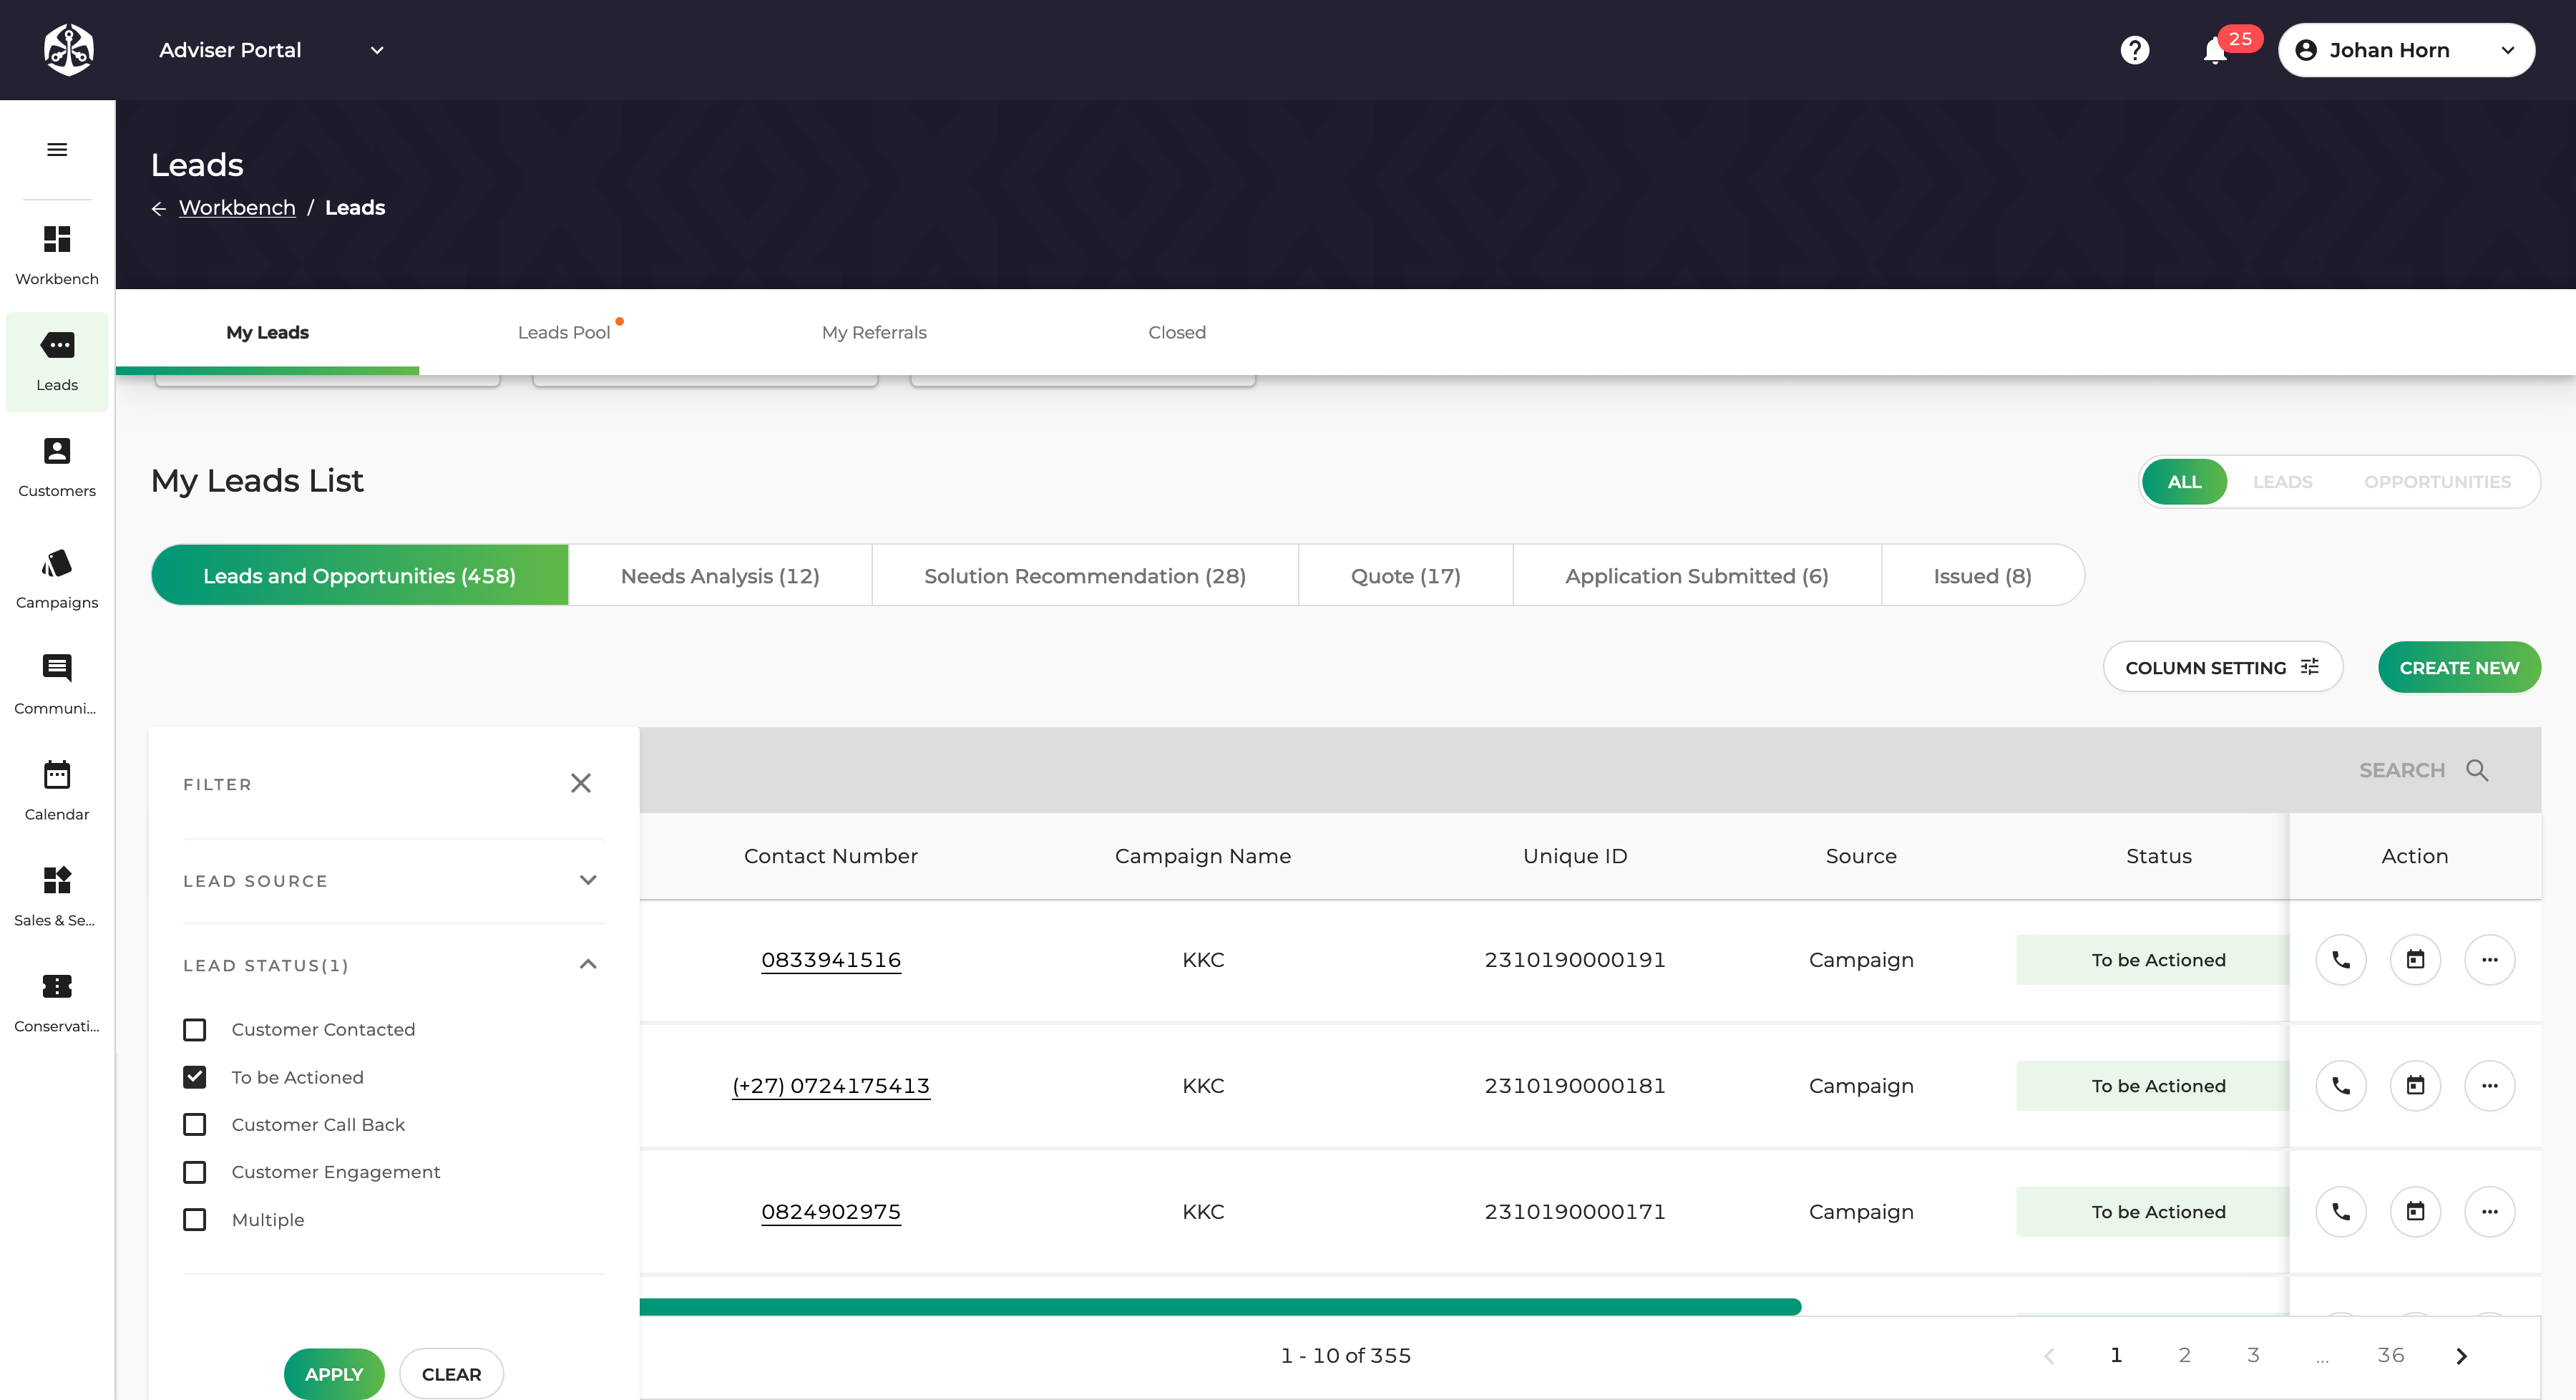 Adviser Portal
25
Johan Horn
Leads
Workbench / Leads
Workbench
Leads
Customers
Campaigns
Communi...
Calendar
Sales & Se...
Conservati...
My Leads
Leads Pool
My Referrals
Closed
My Leads List
ALL
LEADS
OPPORTUNITIES
Leads and Opportunities (458)
Needs Analysis (12)
Solution Recommendation (28)
Quote (17)
Application Submitted (6)
Issued (8)
COLUMN SETTING
CREATE NEW
FILTER
LEAD SOURCE
LEAD STATUS(1)
Customer Contacted
To be Actioned
Customer Call Back
Customer Engagement
Multiple
APPLY
CLEAR
SEARCH
Contact Number Campaign Name Unique ID Source Status Action
0833941516 KKC 2310190000191 Campaign To be Actioned
(+27) 0724175413 KKC 2310190000181 Campaign To be Actioned
0824902975 KKC 2310190000171 Campaign To be Actioned
1 - 10 of 355
1 2 3 ... 36